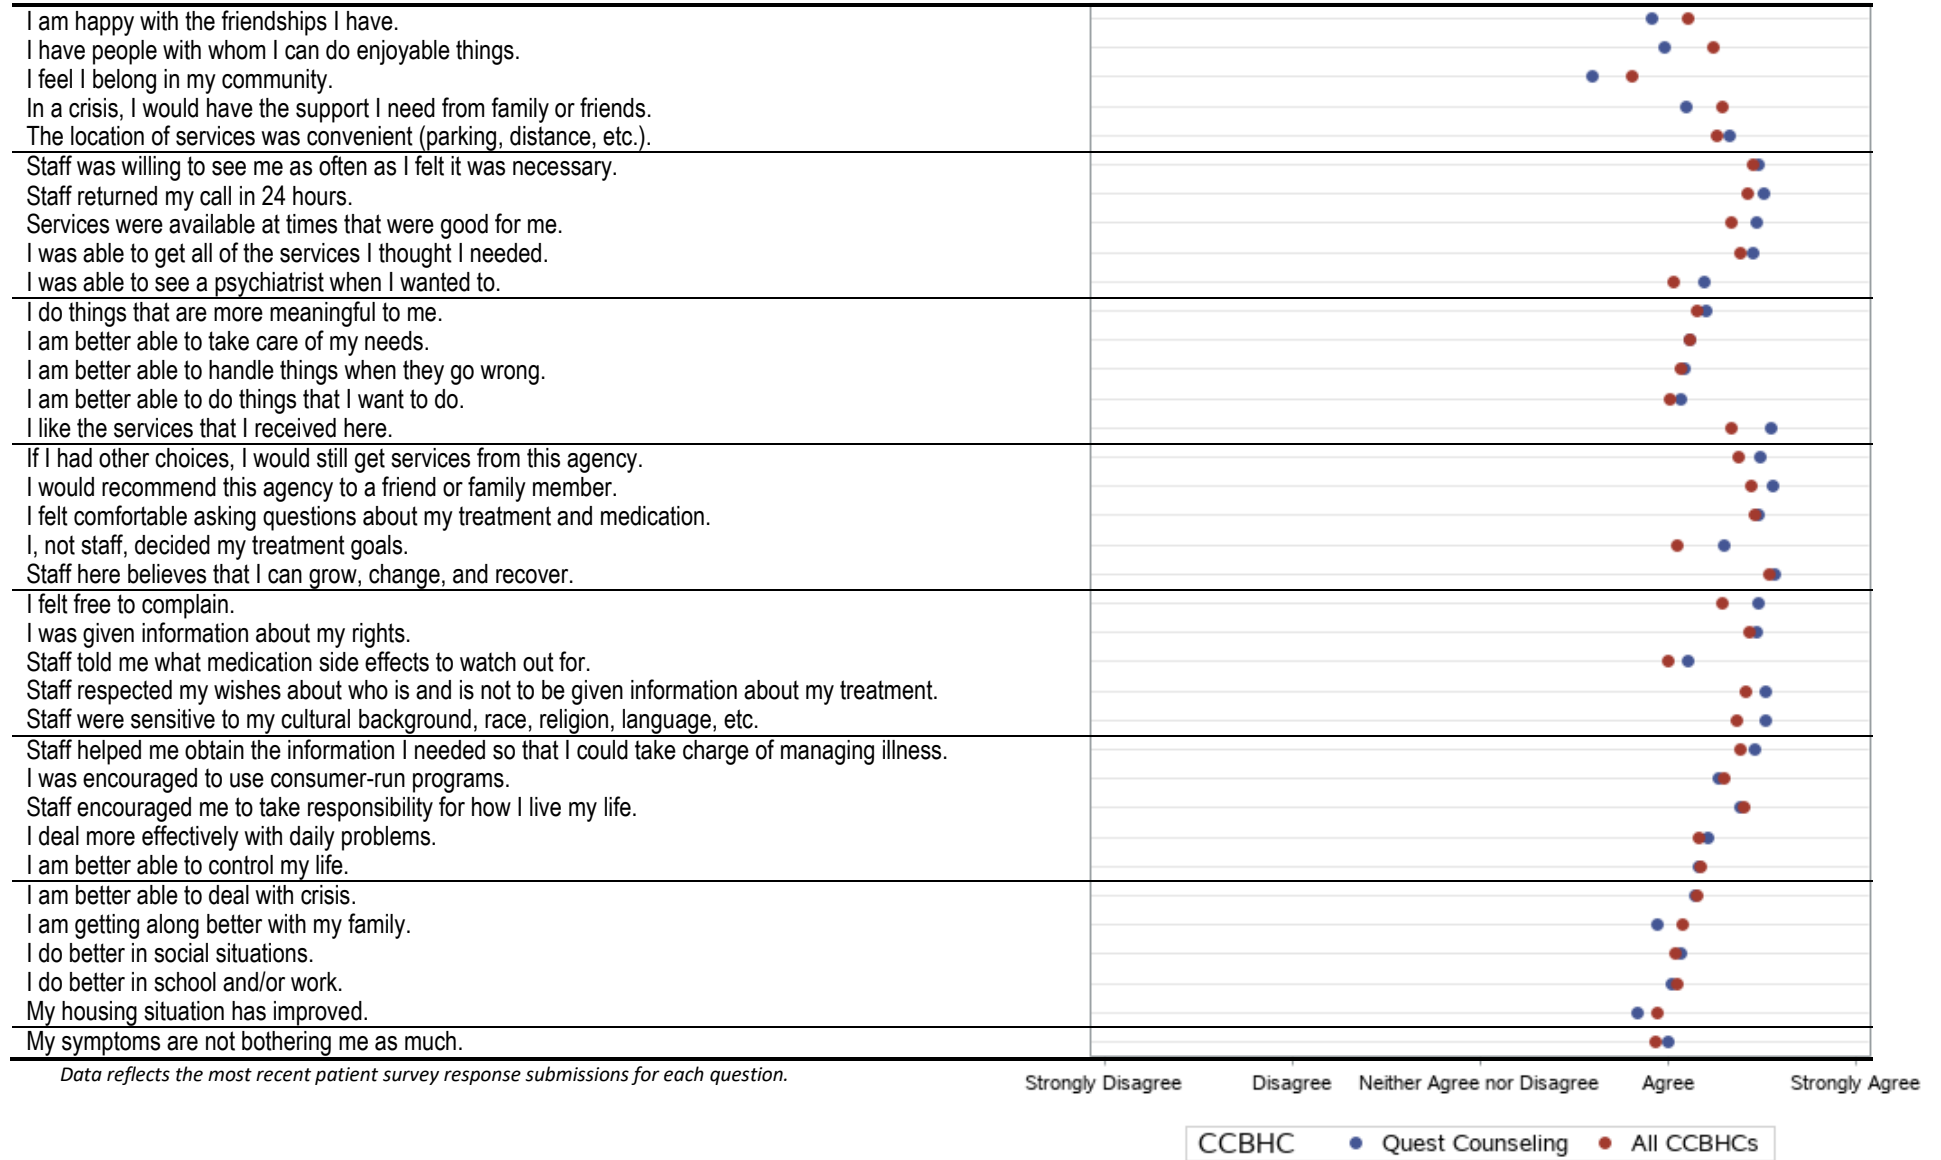 I am happy with the friendships I have.
I have people with whom I can do enjoyable things.
I feel I belong in my community.
In a crisis, I would have the support I need from family or friends.
The location of services was convenient (parking, distance, etc.).
Staff was willing to see me as often as I felt it was necessary.
Staff returned my call in 24 hours.
Services were available at times that were good for me.
I was able to get all of the services I thought I needed.
I was able to see a psychiatrist when I wanted to.
I do things that are more meaningful to me.
I am better able to take care of my needs.
I am better able to handle things when they go wrong.
I am better able to do things that I want to do.
I like the services that I received here.
If I had other choices, I would still get services from this agency.
I would recommend this agency to a friend or family member.
I felt comfortable asking questions about my treatment and medication.
I, not staff, decided my treatment goals.
Staff here believes that I can grow, change, and recover.
I felt free to complain.
I was given information about my rights.
Staff told me what medication side effects to watch out for.
Staff respected my wishes about who is and is not to be given information about my treatment.
Staff were sensitive to my cultural background, race, religion, language, etc.
Staff helped me obtain the information I needed so that I could take charge of managing illness.
I was encouraged to use consumer-run programs.
Staff encouraged me to take responsibility for how I live my life.
I deal more effectively with daily problems.
I am better able to control my life.
I am better able to deal with crisis.
I am getting along better with my family.
I do better in social situations.
I do better in school and/or work.
My housing situation has improved.
My symptoms are not bothering me as much.
Data reflects the most recent patient survey response submissions for each question.
Strongly Disagree Disagree Neither Agree nor Disagree Agree Strongly Agree
CCBHC Quest Counseling All CCBHCs